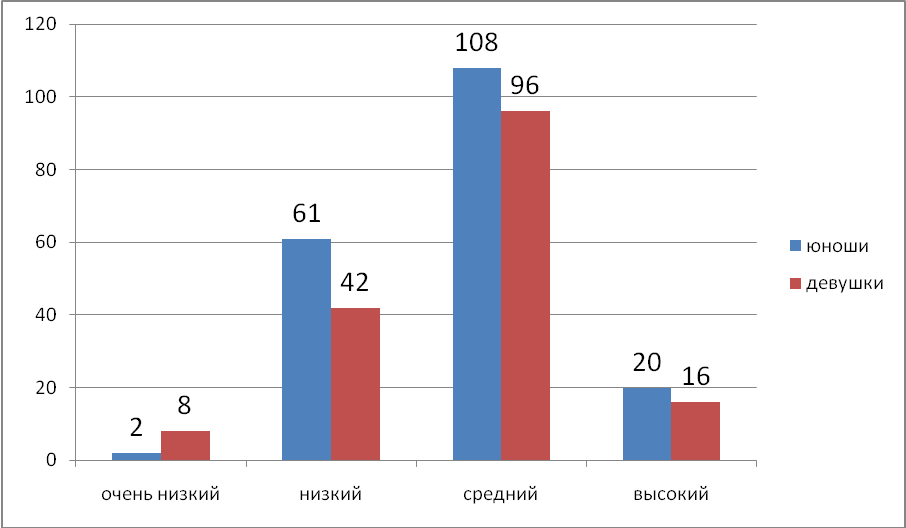 120
100
80
60
40
20
0
2
8
61
42
108
96
20
16
очень низкий
низкий
средний
высокий
юноши
девушки